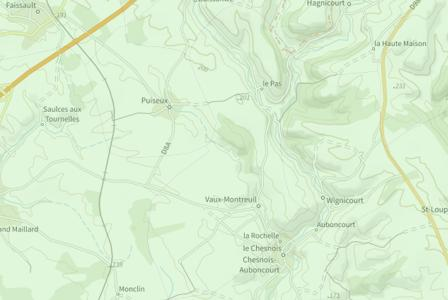 Faissault
Hagnicourt
la Haute Maison
le Pas
Puiseux
Saulces aux
Tournelles
D8A
Vaux-Montreuil
Wignicourt
St-Loup
and Maillard
Auboncourt
la Rochelle
le Chesnois
Chesnois-
Auboncourt
Monclin